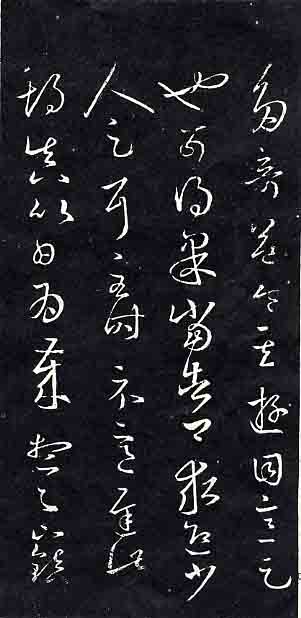 多奇益令其遊目意足
也可得果當告卿求迎少
人足耳至時示意遲此
期真以日為歲想足下鎮